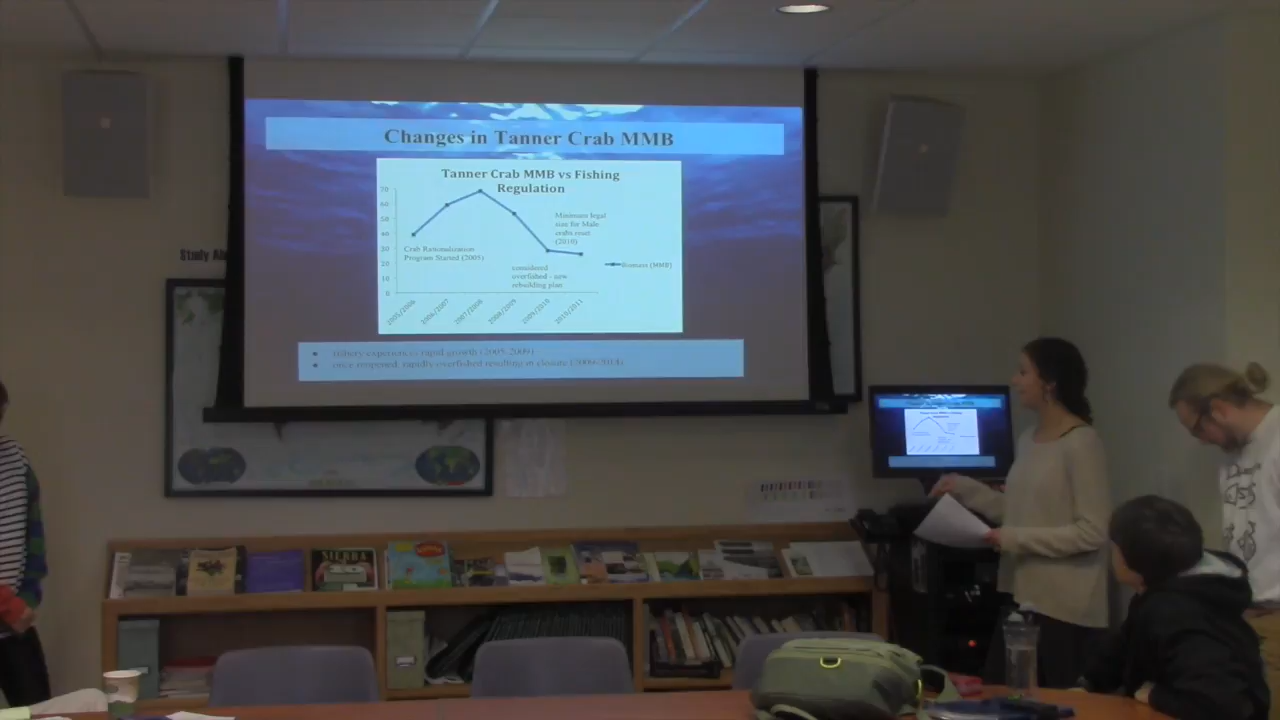 Changes in Tanner Crab MMB
Tanner Crab MMB vs Fishing
Regulation
70
60
50
40
30
20
10
0
Crab Rationalization
Program Started (2005)
Minimum legal
size for Male
crabs reset
(2010)
considered
overfished - new
rebuilding plan
Biomass (MMB)
2005/2006
2006/2007
2007/2008
2008/2009
2009/2010
2010/2011
fishery experiences rapid growth (2005-2009)
once reopened, rapidly overfished resulting in closure
Study
SIERRA